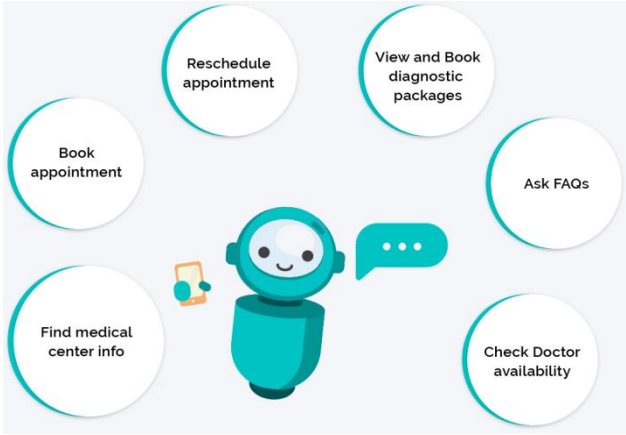 Reschedule
appointment
View and Book
diagnostic
packages
Book
appointment
Ask FAQs
Find medical
center info
Check Doctor
availability